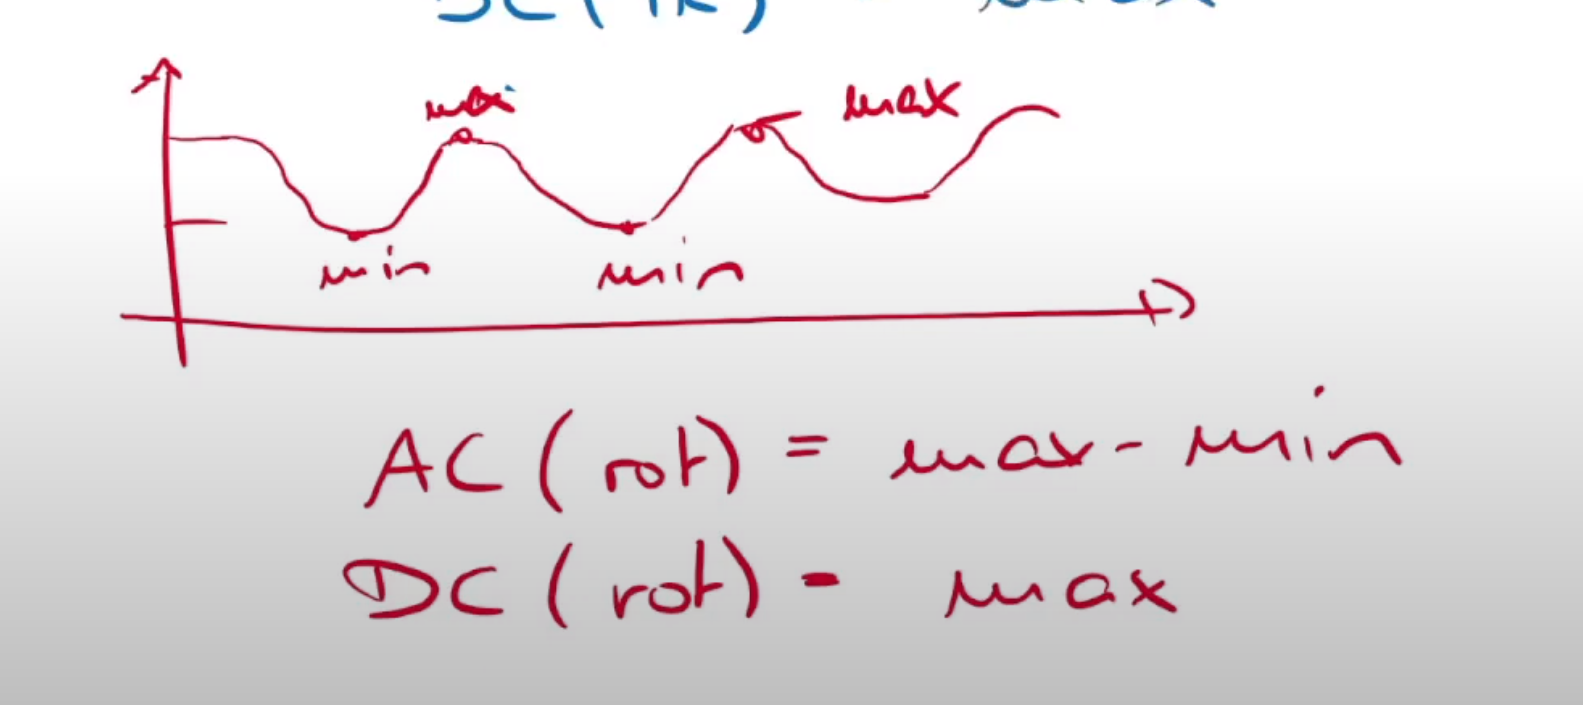 max
max
min
min
AC (rot) = max - min
DC (rot) = max